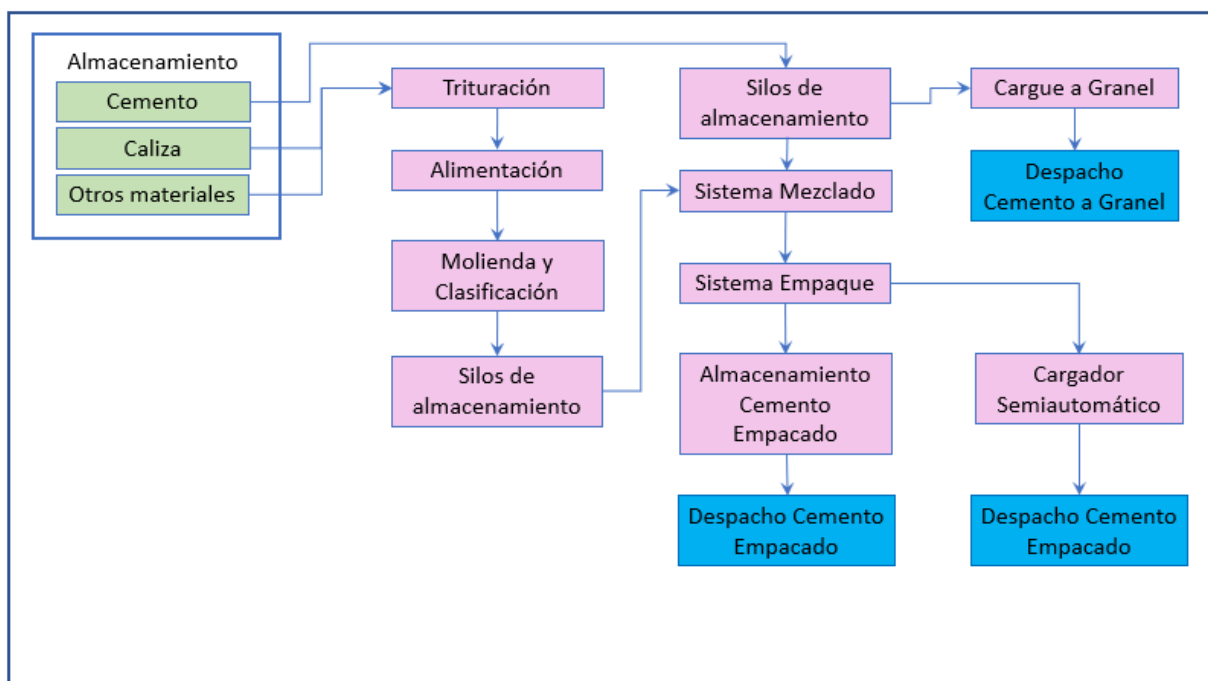 Almacenamiento
Cemento
Caliza
Otros materiales
Trituración
Alimentación
Molienda y
Clasificación
Silos de
almacenamiento
Silos de
almacenamiento
Sistema Mezclado
Sistema Empaque
Almacenamiento
Cemento
Empacado
Despacho Cemento
Empacado
Cargue a Granel
Despacho
Cemento a Granel
Cargador
Semiautomático
Despacho Cemento
Empacado